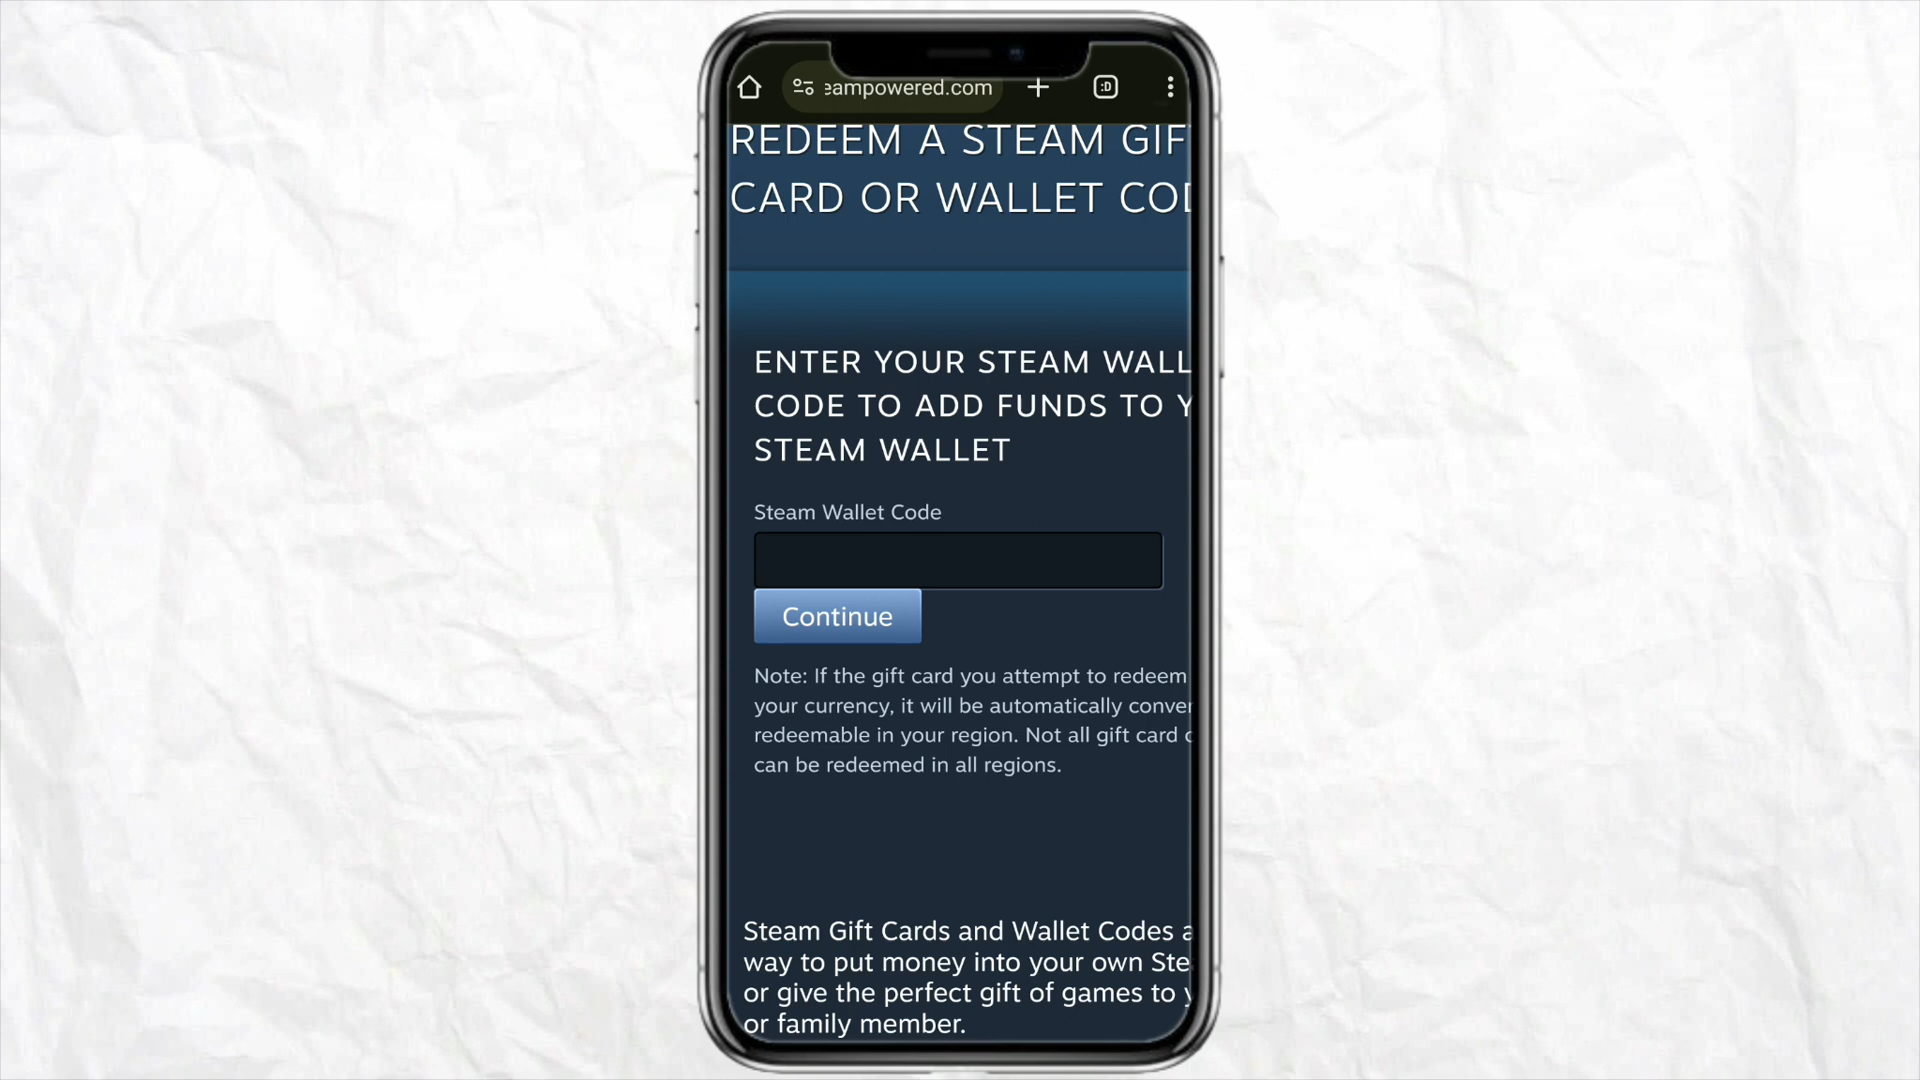 eampowered.com
REDEEM A STEAM GIF
CARD OR WALLET COD
ENTER YOUR STEAM WALL
CODE TO ADD FUNDS TO Y
STEAM WALLET
Steam Wallet Code
Continue
Note: If the gift card you attempt to redeem
your currency, it will be automatically conver
redeemable in your region. Not all gift card c
can be redeemed in all regions.
Steam Gift Cards and Wallet Codes a
way to put money into your own Ste
or give the perfect gift of games to y
or family member.